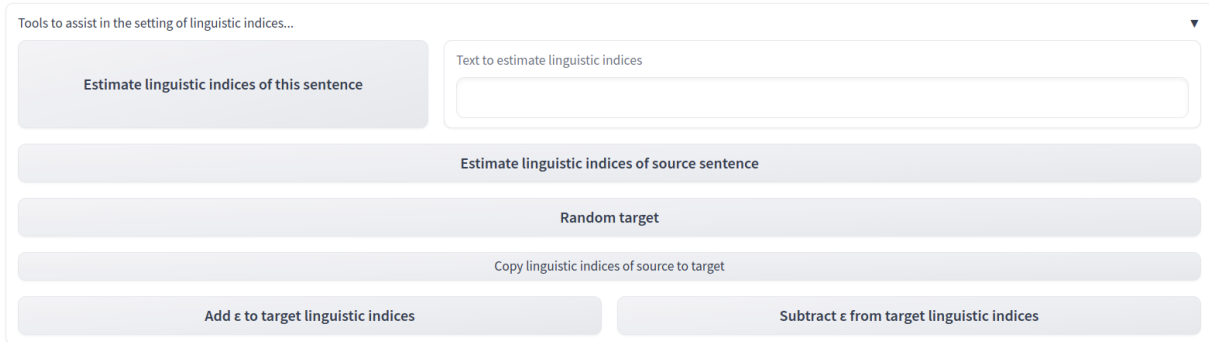 Tools to assist in the setting of linguistic indices...
▼
Estimate linguistic indices of this sentence
Text to estimate linguistic indices
Estimate linguistic indices of source sentence
Random target
Copy linguistic indices of source to target
Add ε to target linguistic indices
Subtract ε from target linguistic indices